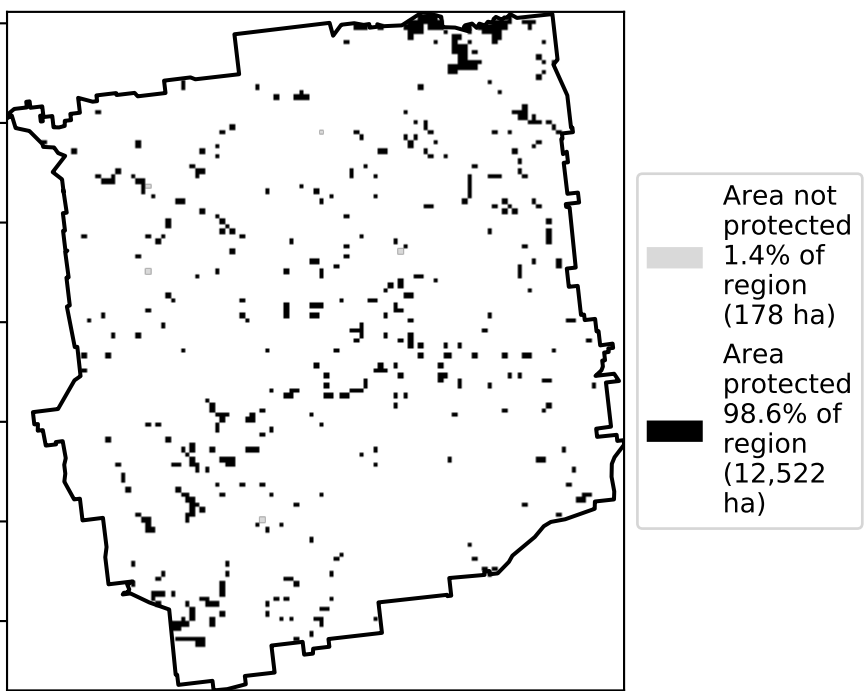 Area not
protected
1.4% of
region
(178 ha)
Area
protected
98.6% of
region
(12,522
ha)